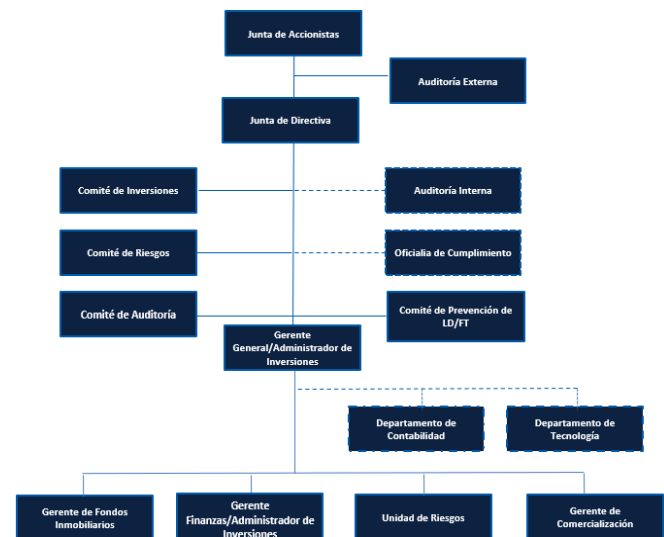 Junta de Accionistas
Auditoría Externa
Junta de Directiva
Comité de Inversiones
Auditoría Interna
Comité de Riesgos
Oficialia de Cumplimiento
Comité de Auditoría
Comité de Prevención de
LD/FT
Gerente
General/Administrador de
Inversiones
Departamento de
Contabilidad
Departamento de
Tecnología
Gerente de Fondos
Inmobiliarios
Gerente
Finanzas/Administrador de
Inversiones
Unidad de Riesgos
Gerente de
Comercialización